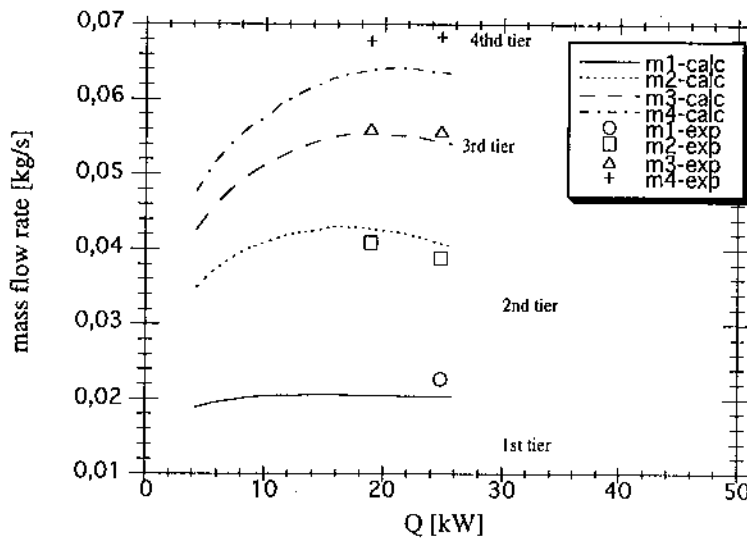 0,07
0,06
0,05
0,04
0,03
0,02
0,01
mass flow rate [kg/s]
4thd tier
3rd tier
2nd tier
1st tier
m1-calc
m2-calc
m3-calc
m4-calc
m1-exp
m2-exp
m3-exp
m4-exp
0 10 20 30 40 50
Q [kW]